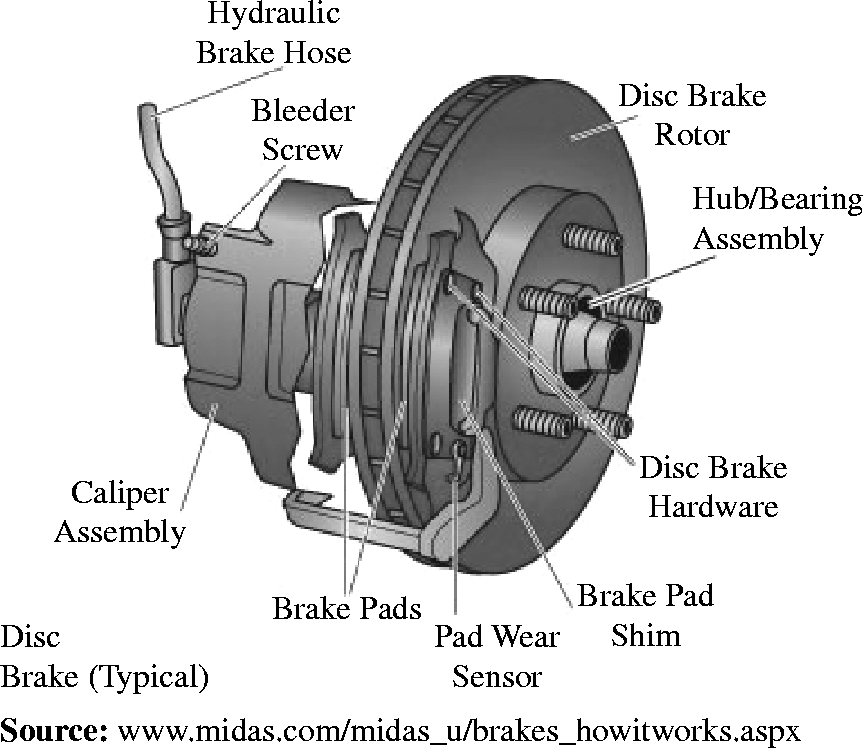 Hydraulic
Brake Hose
Bleeder
Screw
Disc Brake
Rotor
Hub/Bearing
Assembly
Caliper
Assembly
Disc Brake
Hardware
Brake Pads
Pad Wear
Sensor
Brake Pad
Shim
Disc
Brake (Typical)
Source: www.midas.com/midas_u/brakes_howitworks.aspx